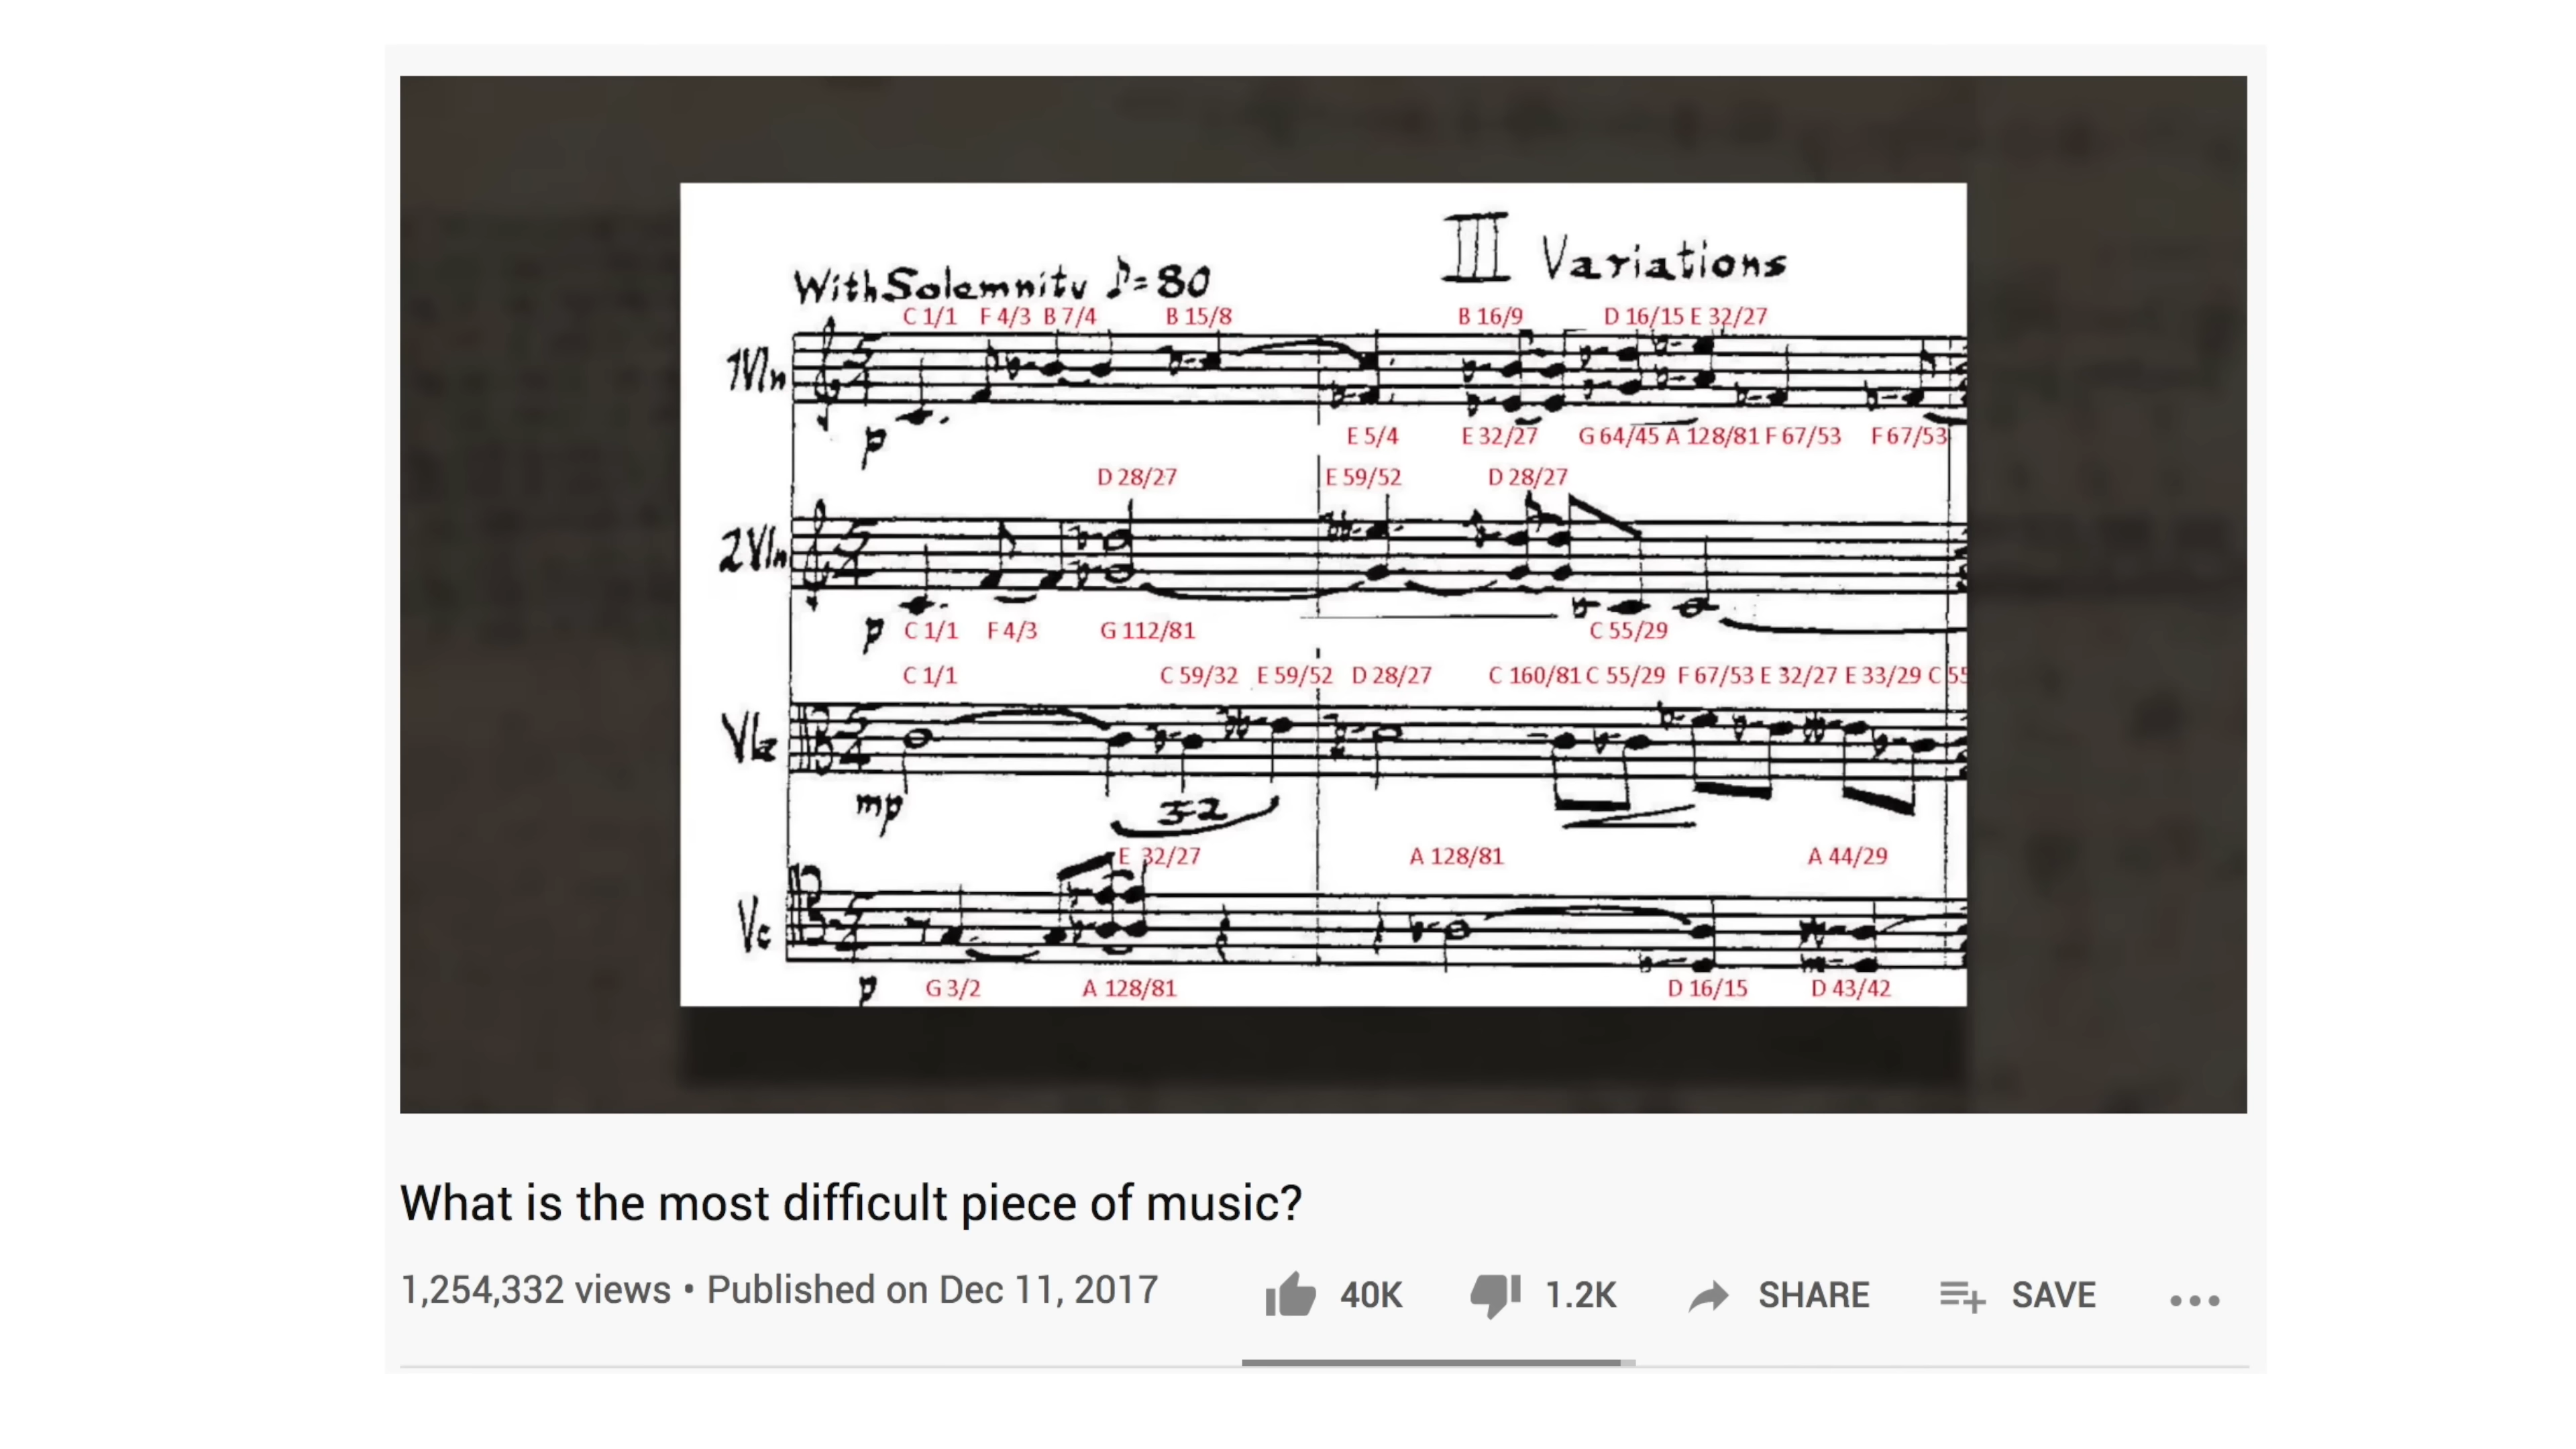 III Variations
With Solemnity ♪=80
C 1/1 F 4/3 B 7/4 B 15/8 B 16/9 D 16/15 E 32/27
1Vln
p
E 5/4 E 32/27 G 64/45 A 128/81 F 67/53 F 67/53
D 28/27 E 59/52 D 28/27
2Vln
p C 1/1 F 4/3 G 112/81 C 55/29
C 1/1 C 59/32 E 59/52 D 28/27 C 160/81 C 55/29 F 67/53 E 32/27 E 33/29 C 55
Vla
mp
3-2
E 32/27 A 128/81 A 44/29
Vc
p G 3/2 A 128/81 D 16/15 D 43/42
What is the most difficult piece of music?
1,254,332 views • Published on Dec 11, 2017 40K 1.2K SHARE SAVE